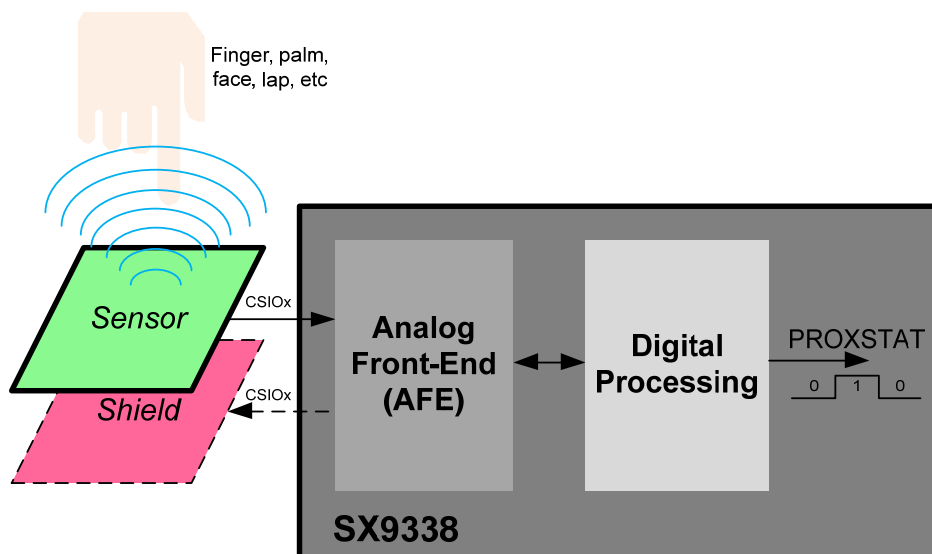 Finger, palm,
face, lap, etc
CSIOx
Sensor
CSIOx
Shield
Analog
Front-End
(AFE)
Digital
Processing
PROXSTAT
0 1 0
SX9338